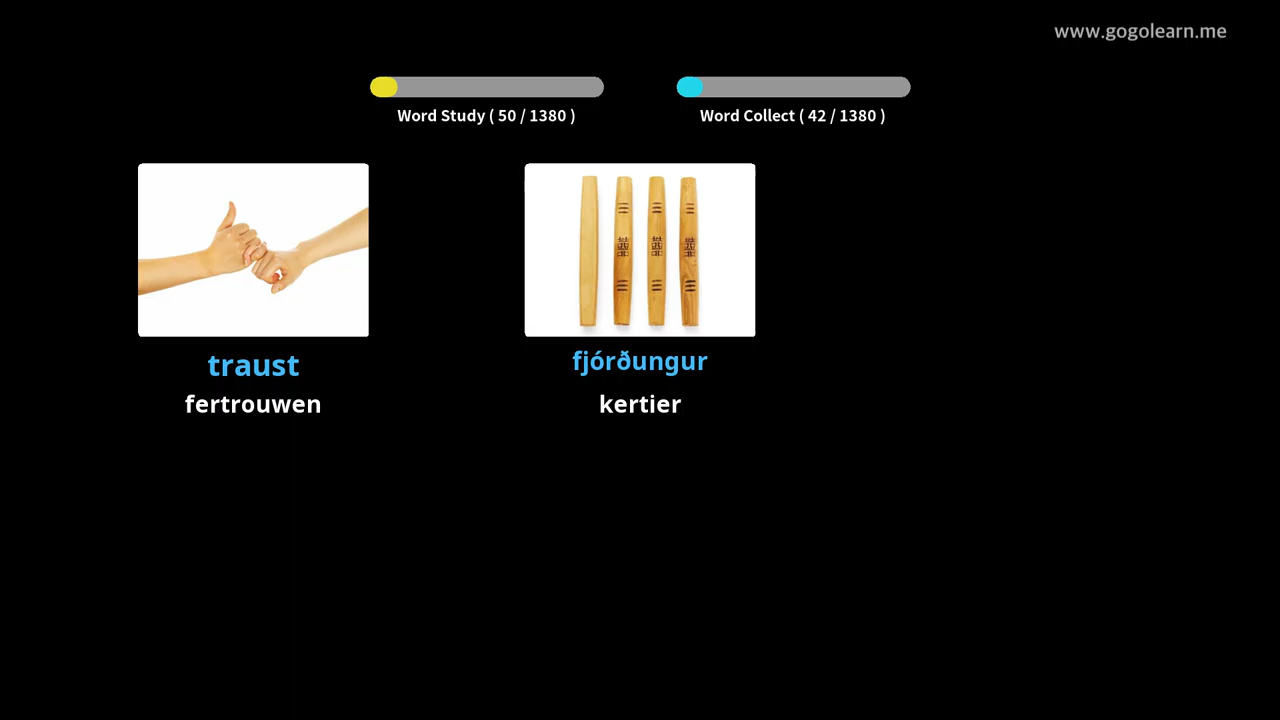 www.gogolearn.me
Word Study ( 50 / 1380 )
Word Collect ( 42 / 1380 )
traust
fertrouwen
fjórðungur
kertier